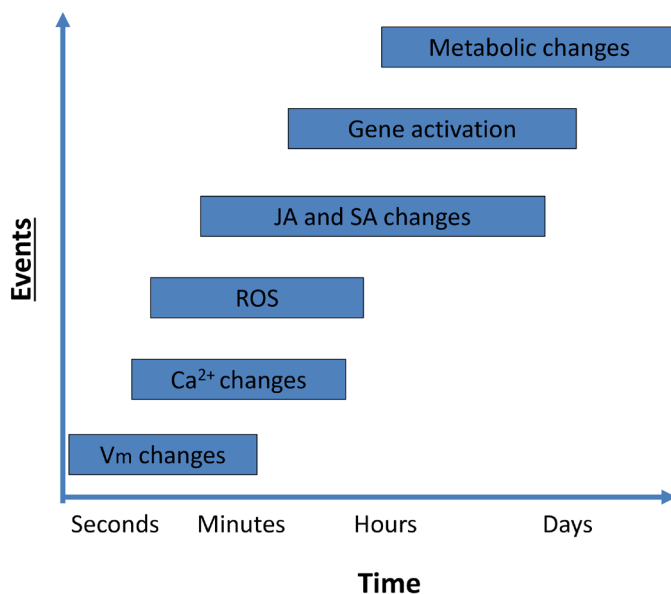 Metabolic changes
Gene activation
JA and SA changes
ROS
Ca²⁺ changes
Vm changes
Events
Seconds Minutes Hours Days
Time